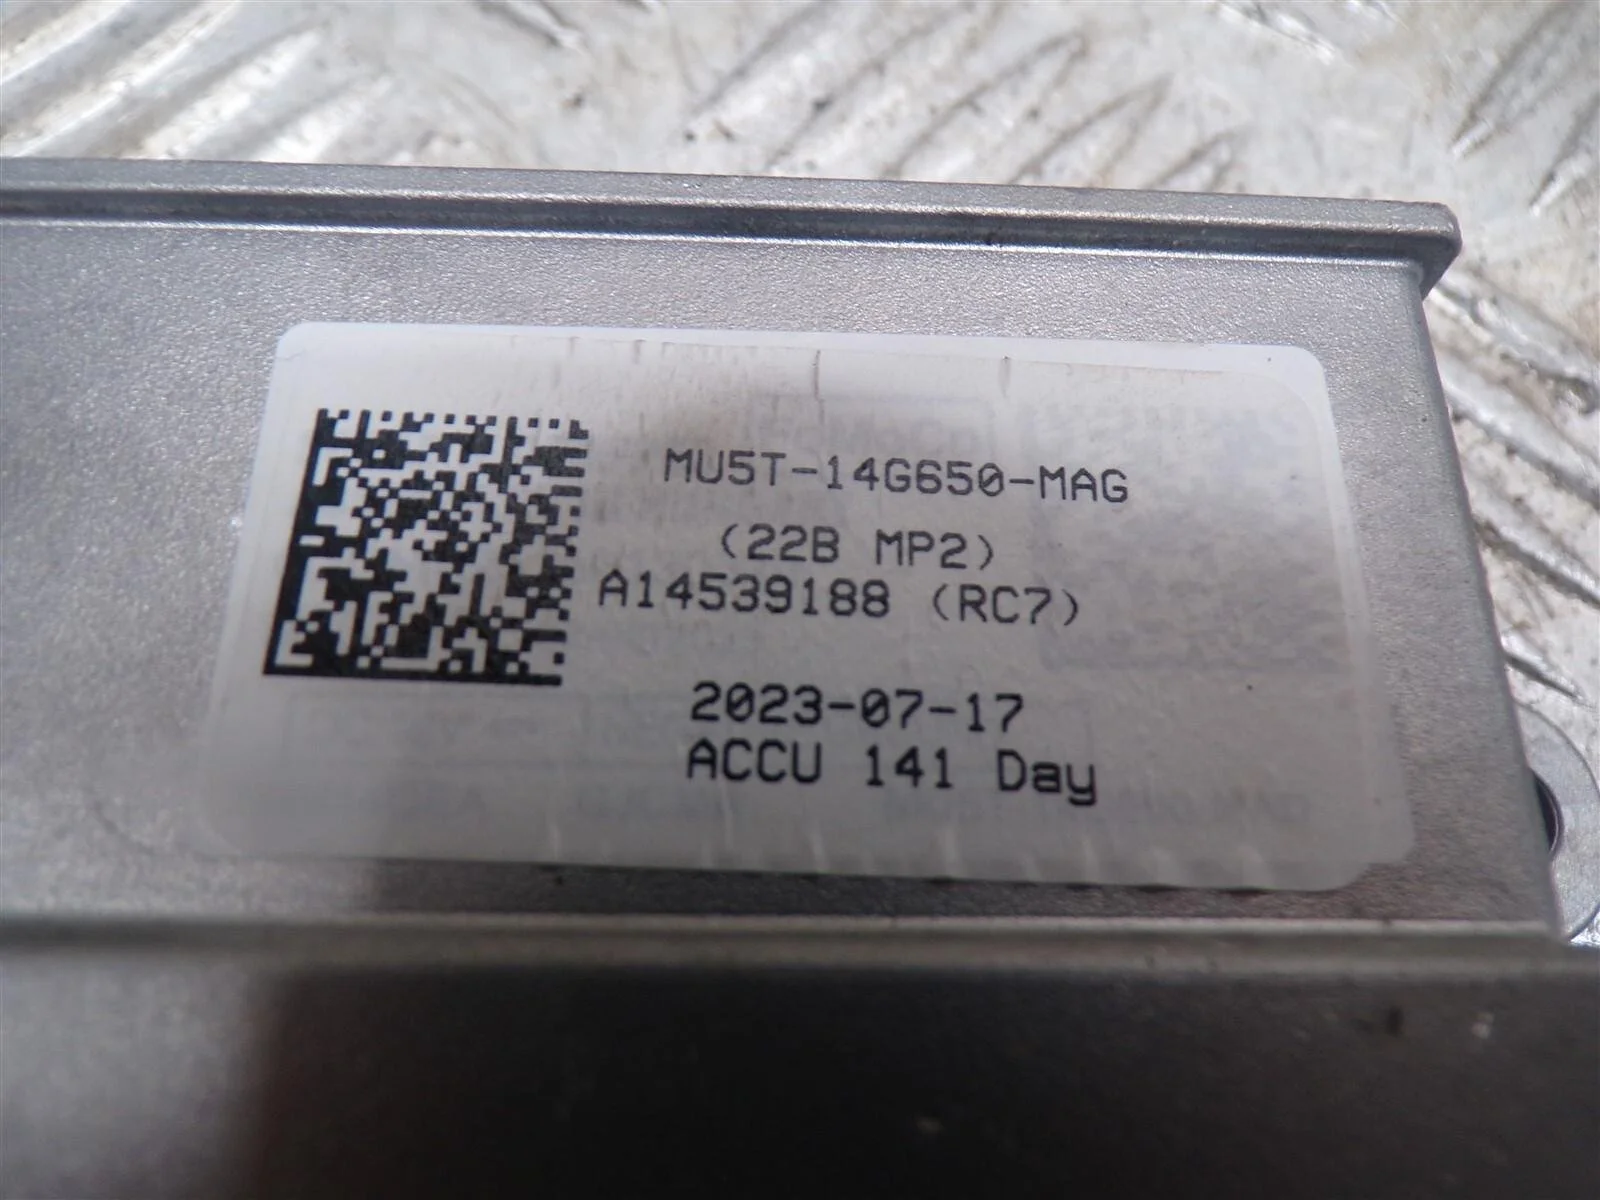 MU5T-14G650-MAG
(22B MP2)
A14539188 (RC7)
2023-07-17
ACCU 141 Day